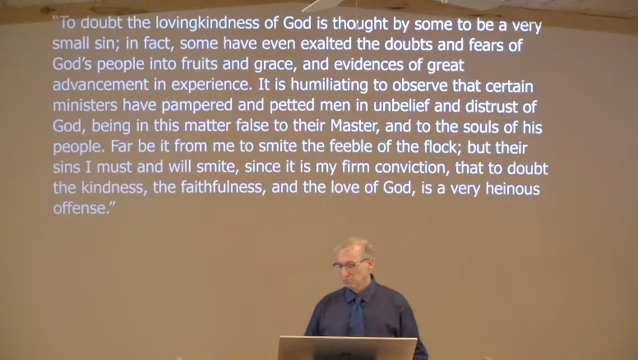 “To doubt the lovingkindness of God is thought by some to be a very
small sin; in fact, some have even exalted the doubts and fears of
God’s people into fruits and grace, and evidences of great
advancement in experience. It is humiliating to observe that certain
ministers have pampered and petted men in unbelief and distrust of
God, being in this matter false to their Master, and to the souls of his
people. Far be it from me to smite the feeble of the flock; but their
sins I must and will smite, since it is my firm conviction, that to doubt
the kindness, the faithfulness, and the love of God, is a very heinous
offense.”